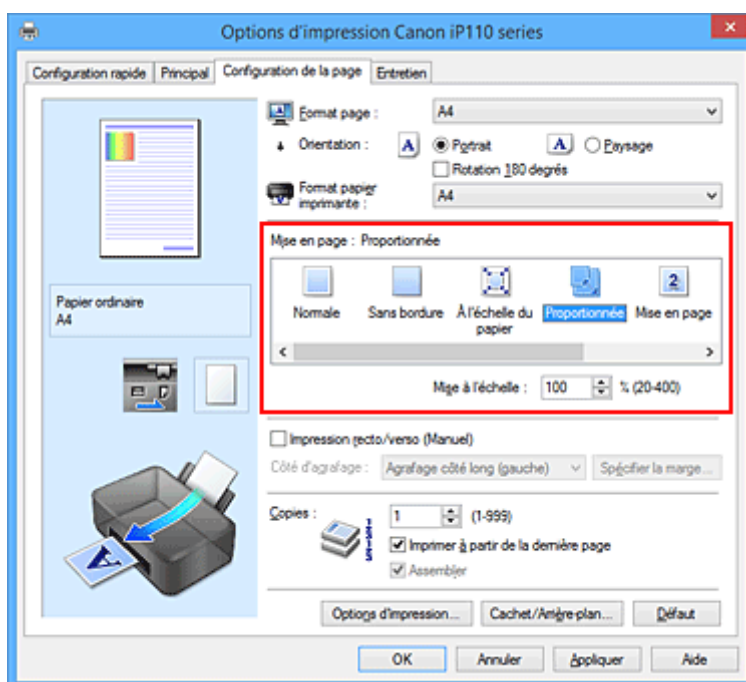 Options d'impression Canon iP110 series
Configuration rapide Principal Configuration de la page Entretien
Format page : A4
Orientation : A Portrait A Paysage
Rotation 180 degrés
Format papier imprimante : A4
Mise en page : Proportionnée
Normale Sans bordure À l'échelle du papier Proportionnée 2 Mise en page
Mise à l'échelle : 100 % (20-400)
Papier ordinaire
A4
Impression recto/verso (Manuel)
Côté d'agrafage : Agrafage côté long (gauche) Spécifier la marge...
Copies : 1 (1-999)
Imprimer à partir de la dernière page
Assembler
A
Options d'impression... Cachet/Arrière-plan... Défaut
OK Annuler Appliquer Aide